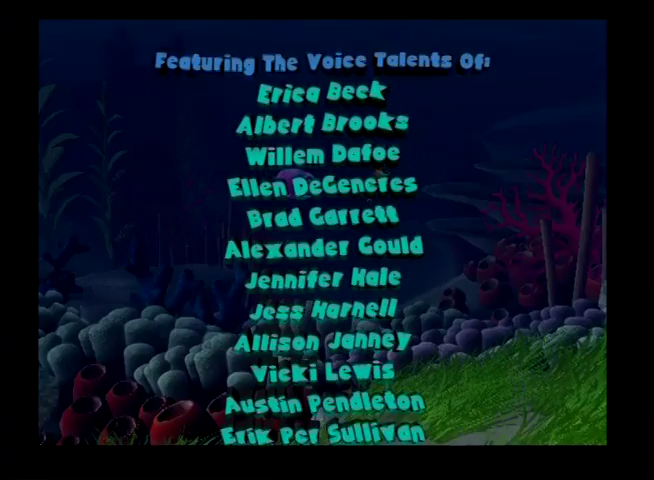 Featuring The Voice Talents Of:
Erica Beck
Albert Brooks
Willem Dafoe
Ellen DeGeneres
Brad Garrett
Alexander Gould
Jennifer Hale
Jess Harnell
Allison Janney
Vicki Lewis
Austin Pendleton
Erik Per Sullivan